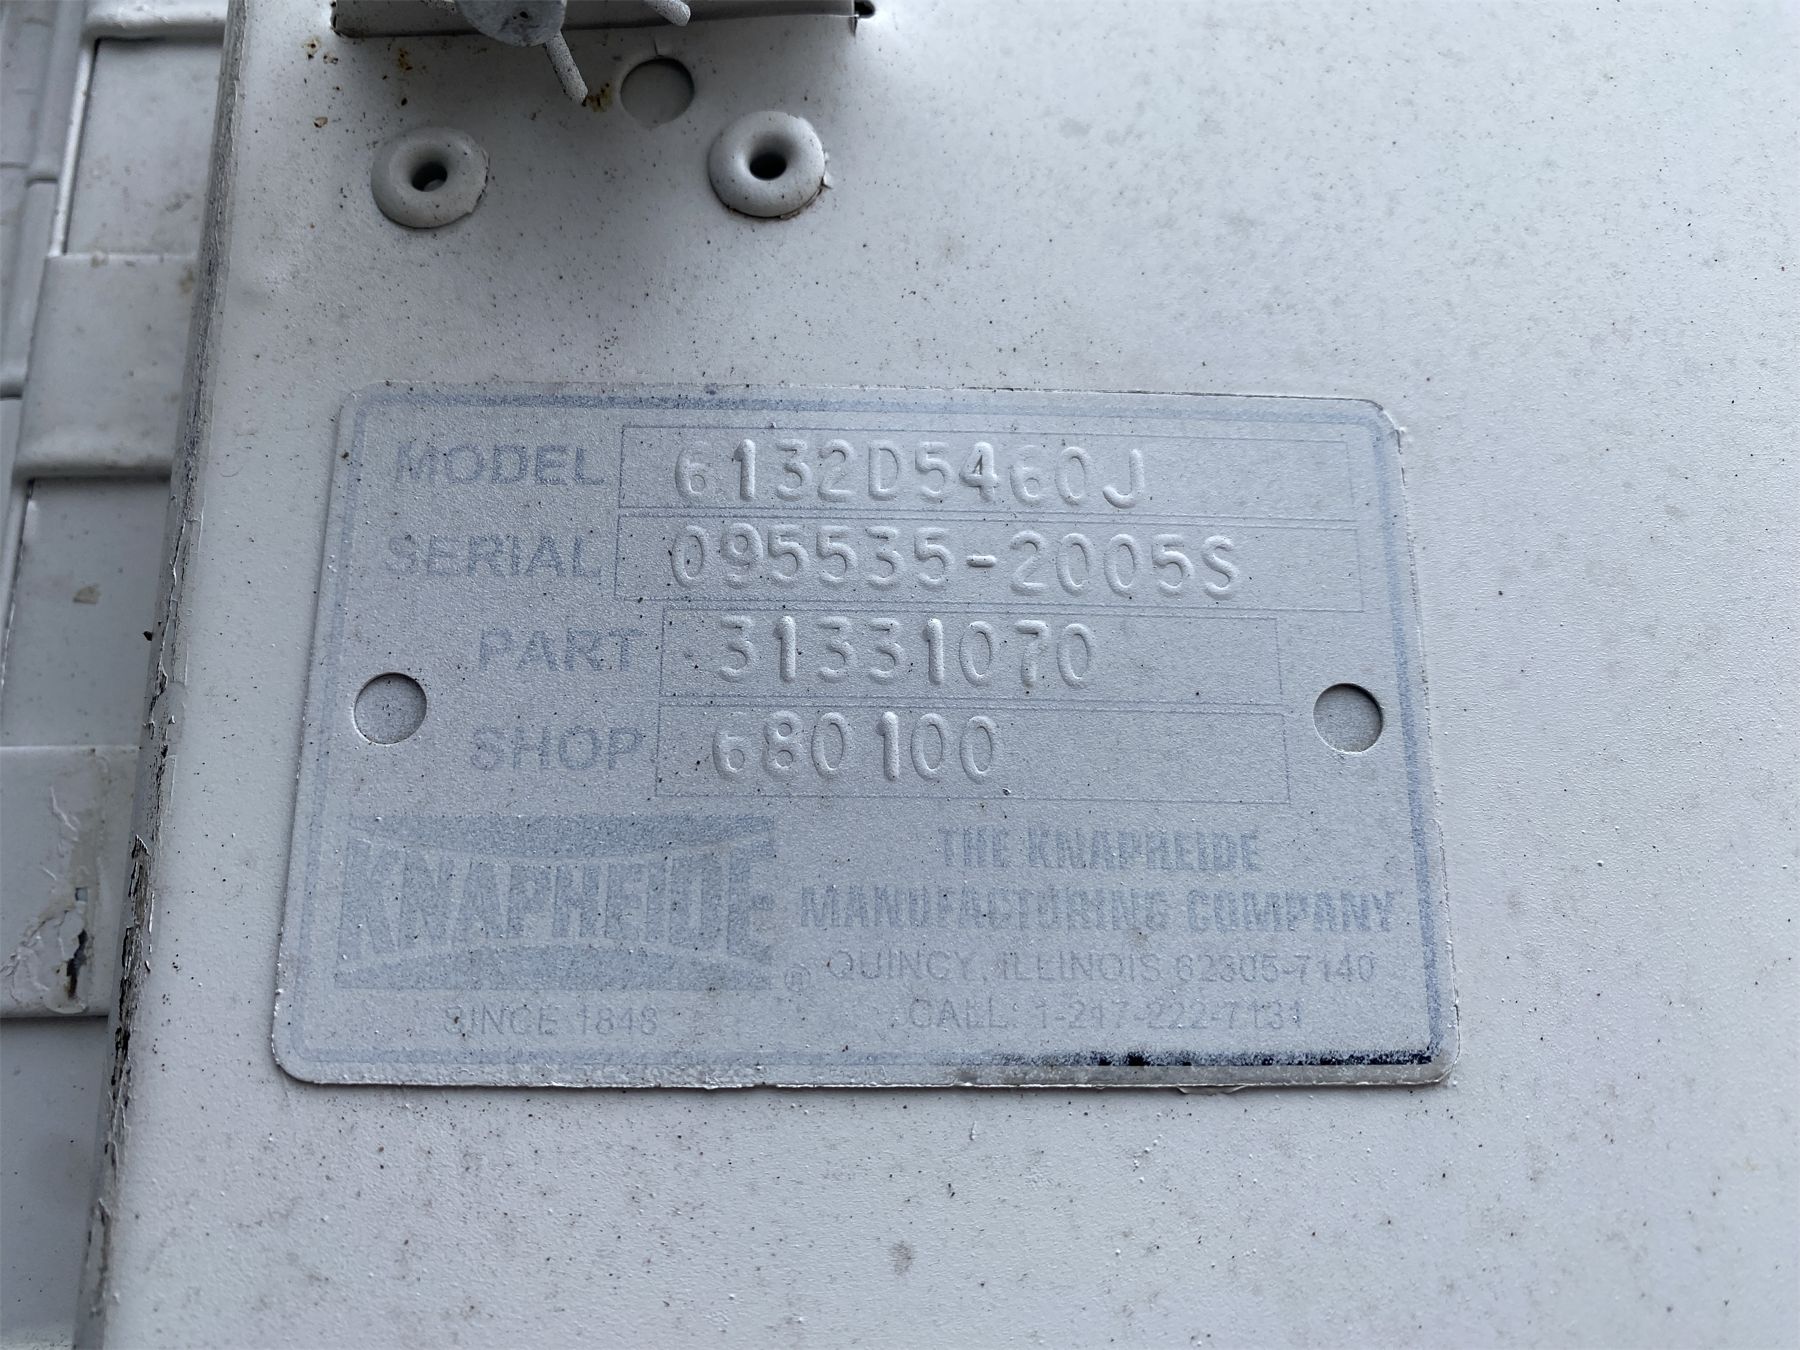 MODEL 6132D5460J
SERIAL 095535-2005S
PART 31331070
SHOP 680100
KNAPHEIDE ®
SINCE 1848
THE KNAPHEIDE
MANUFACTURING COMPANY
QUINCY, ILLINOIS 62305-7140
CALL: 1-217-222-7131